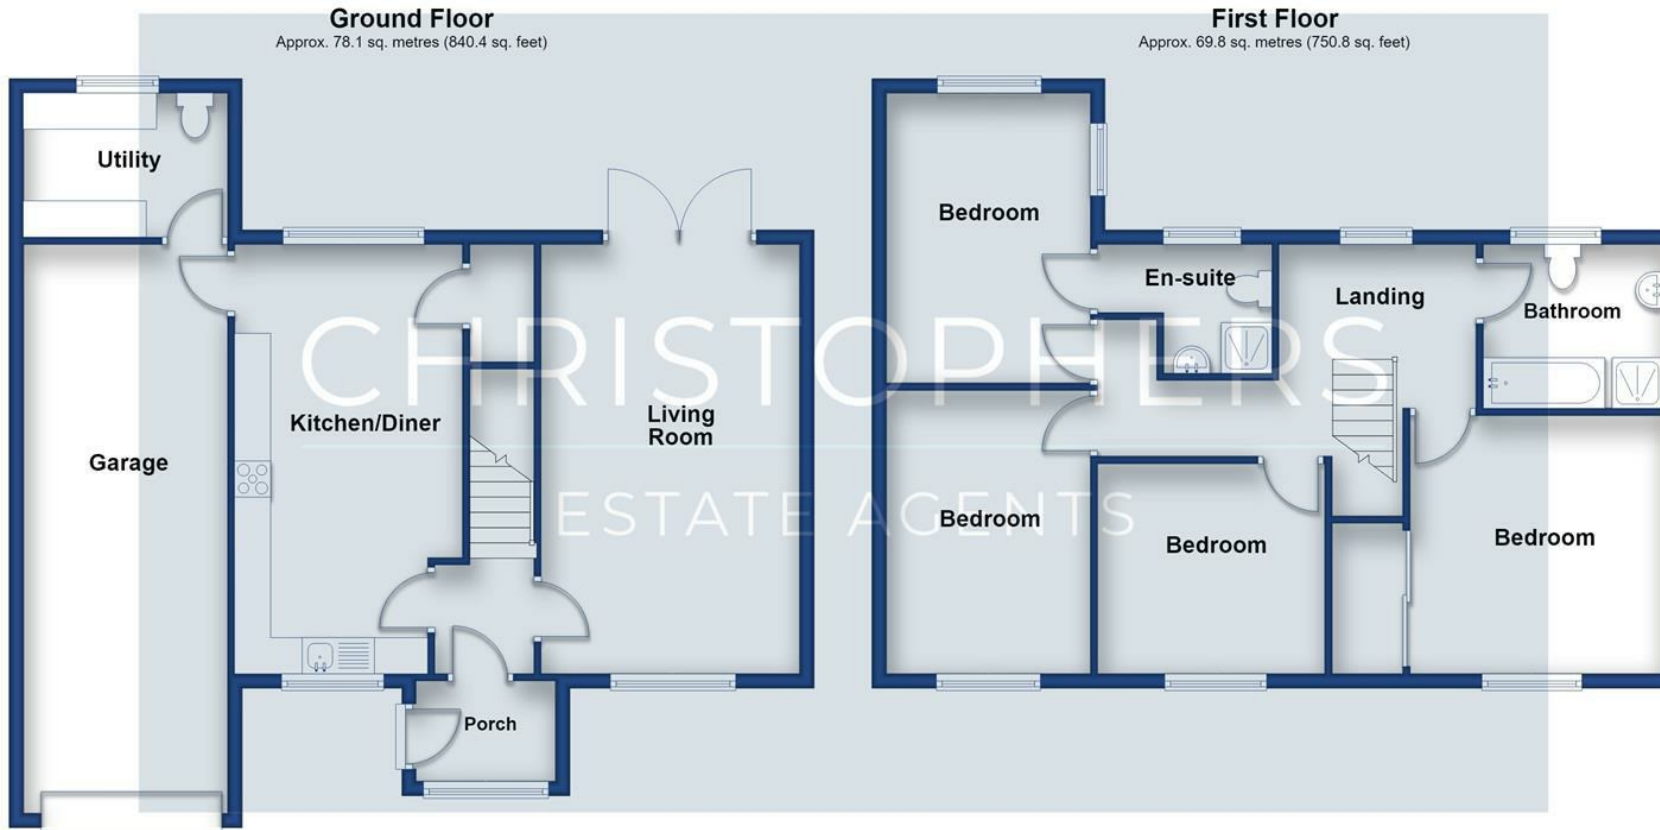 Ground Floor
Approx. 78.1 sq. metres (840.4 sq. feet)
Utility
Kitchen/Diner
Living
Room
Garage
Porch
First Floor
Approx. 69.8 sq. metres (750.8 sq. feet)
Bedroom
En-suite
Landing
Bathroom
Bedroom
Bedroom
Bedroom
CHRISTOPHERS
ESTATE AGENTS